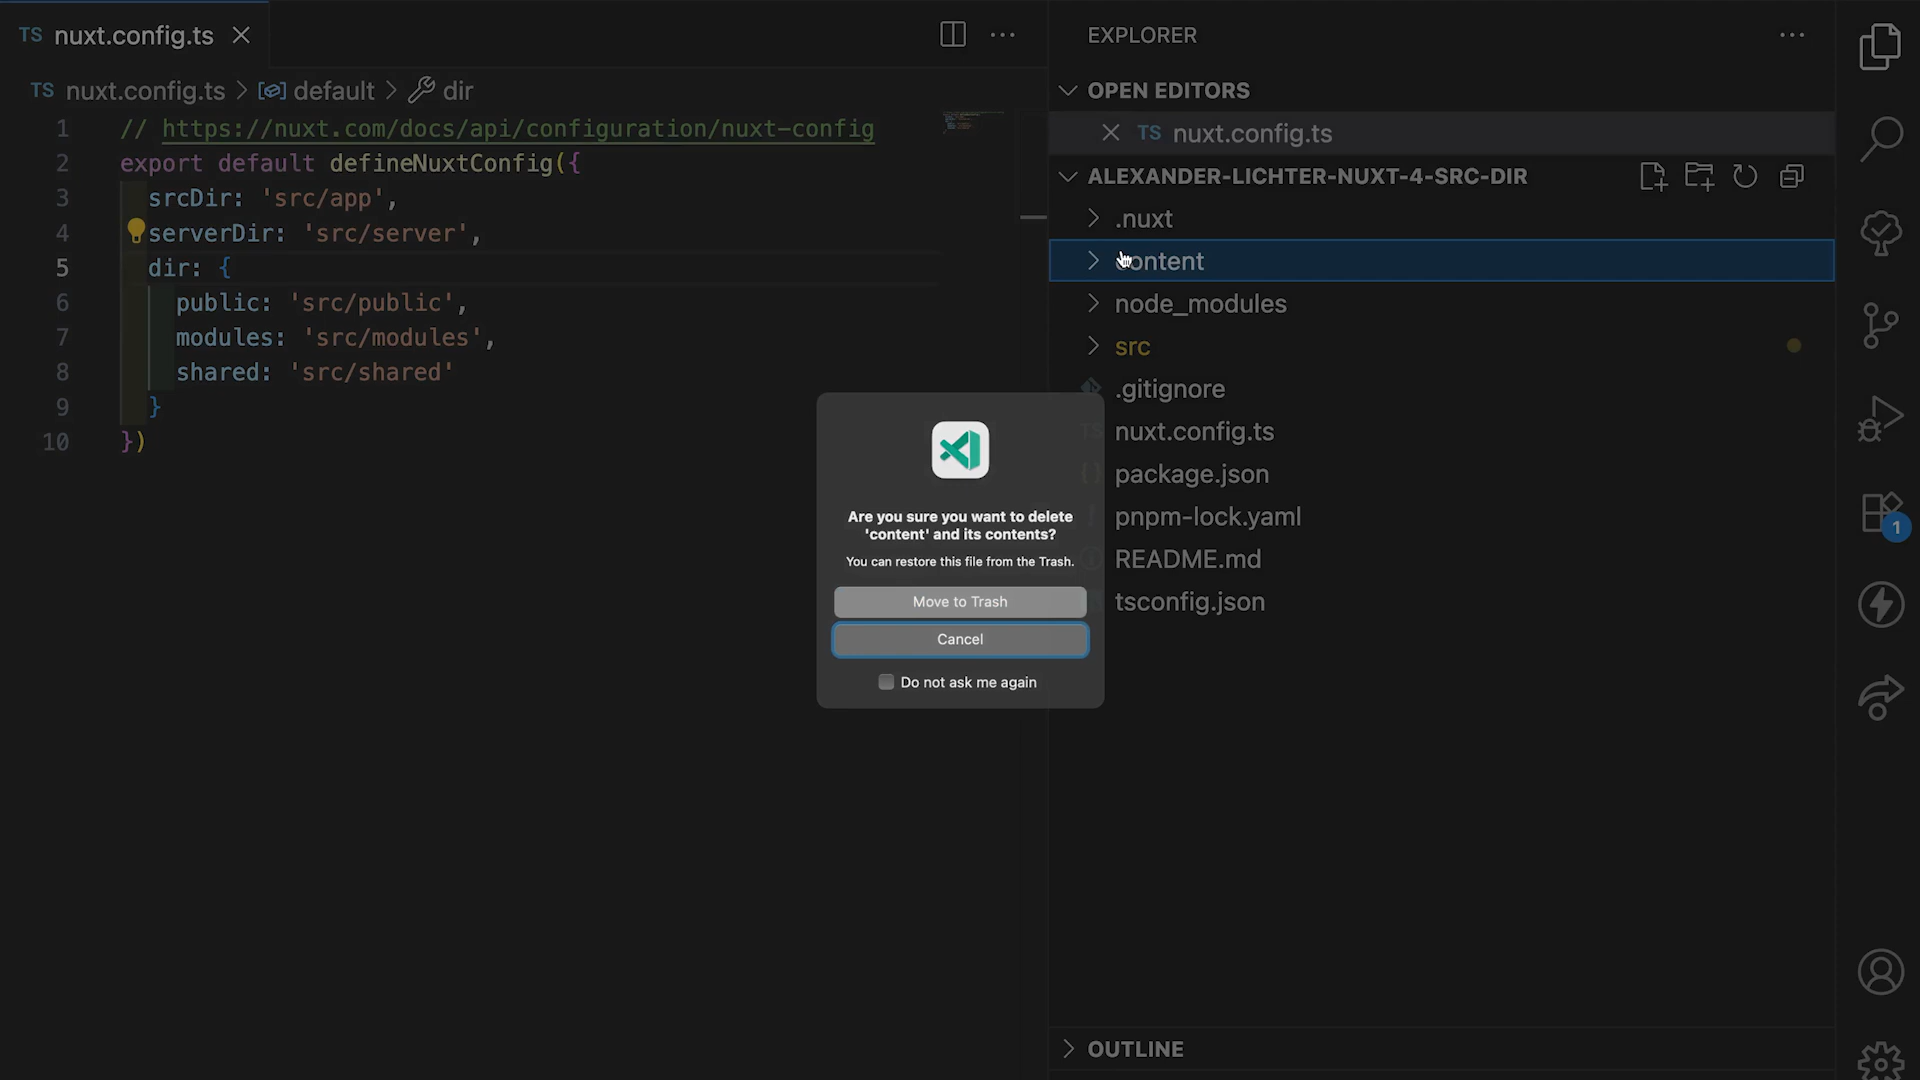 TS nuxt.config.ts
TS nuxt.config.ts > default > dir
1 // https://nuxt.com/docs/api/configuration/nuxt-config
2 export default defineNuxtConfig({
3 srcDir: 'src/app',
4 serverDir: 'src/server',
5 dir: {
6 public: 'src/public',
7 modules: 'src/modules',
8 shared: 'src/shared'
9 }
10 })
EXPLORER
OPEN EDITORS
TS nuxt.config.ts
ALEXANDER-LICHTER-NUXT-4-SRC-DIR
.nuxt
content
node_modules
src
.gitignore
TS nuxt.config.ts
{} package.json
pnpm-lock.yaml
README.md
tsconfig.json
OUTLINE
Are you sure you want to delete
'content' and its contents?
You can restore this file from the Trash.
Move to Trash
Cancel
Do not ask me again
1